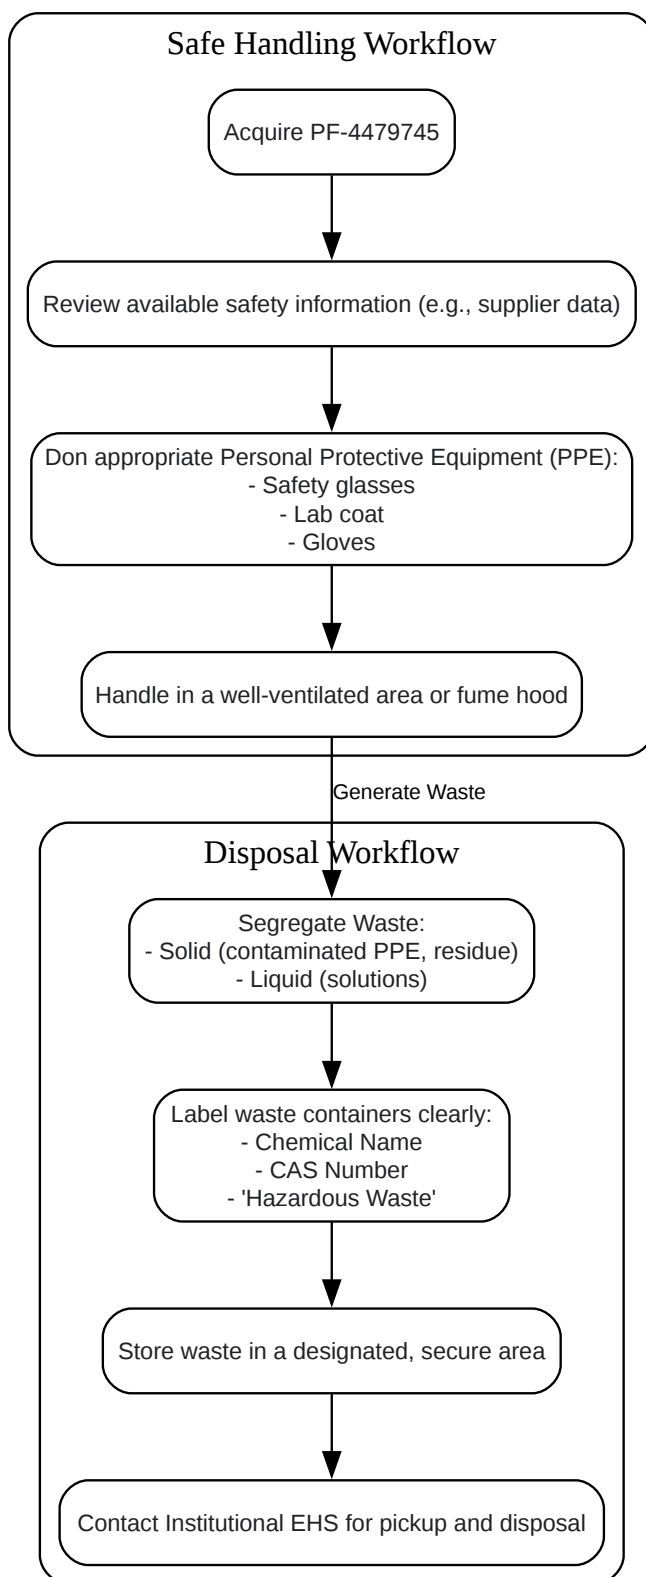 Safe Handling Workflow
Acquire PF-4479745
Review available safety information (e.g., supplier data)
Don appropriate Personal Protective Equipment (PPE):
- Safety glasses
- Lab coat
- Gloves
Handle in a well-ventilated area or fume hood
Generate Waste
Disposal Workflow
Segregate Waste:
- Solid (contaminated PPE, residue)
- Liquid (solutions)
Label waste containers clearly:
- Chemical Name
- CAS Number
- 'Hazardous Waste'
Store waste in a designated, secure area
Contact Institutional EHS for pickup and disposal